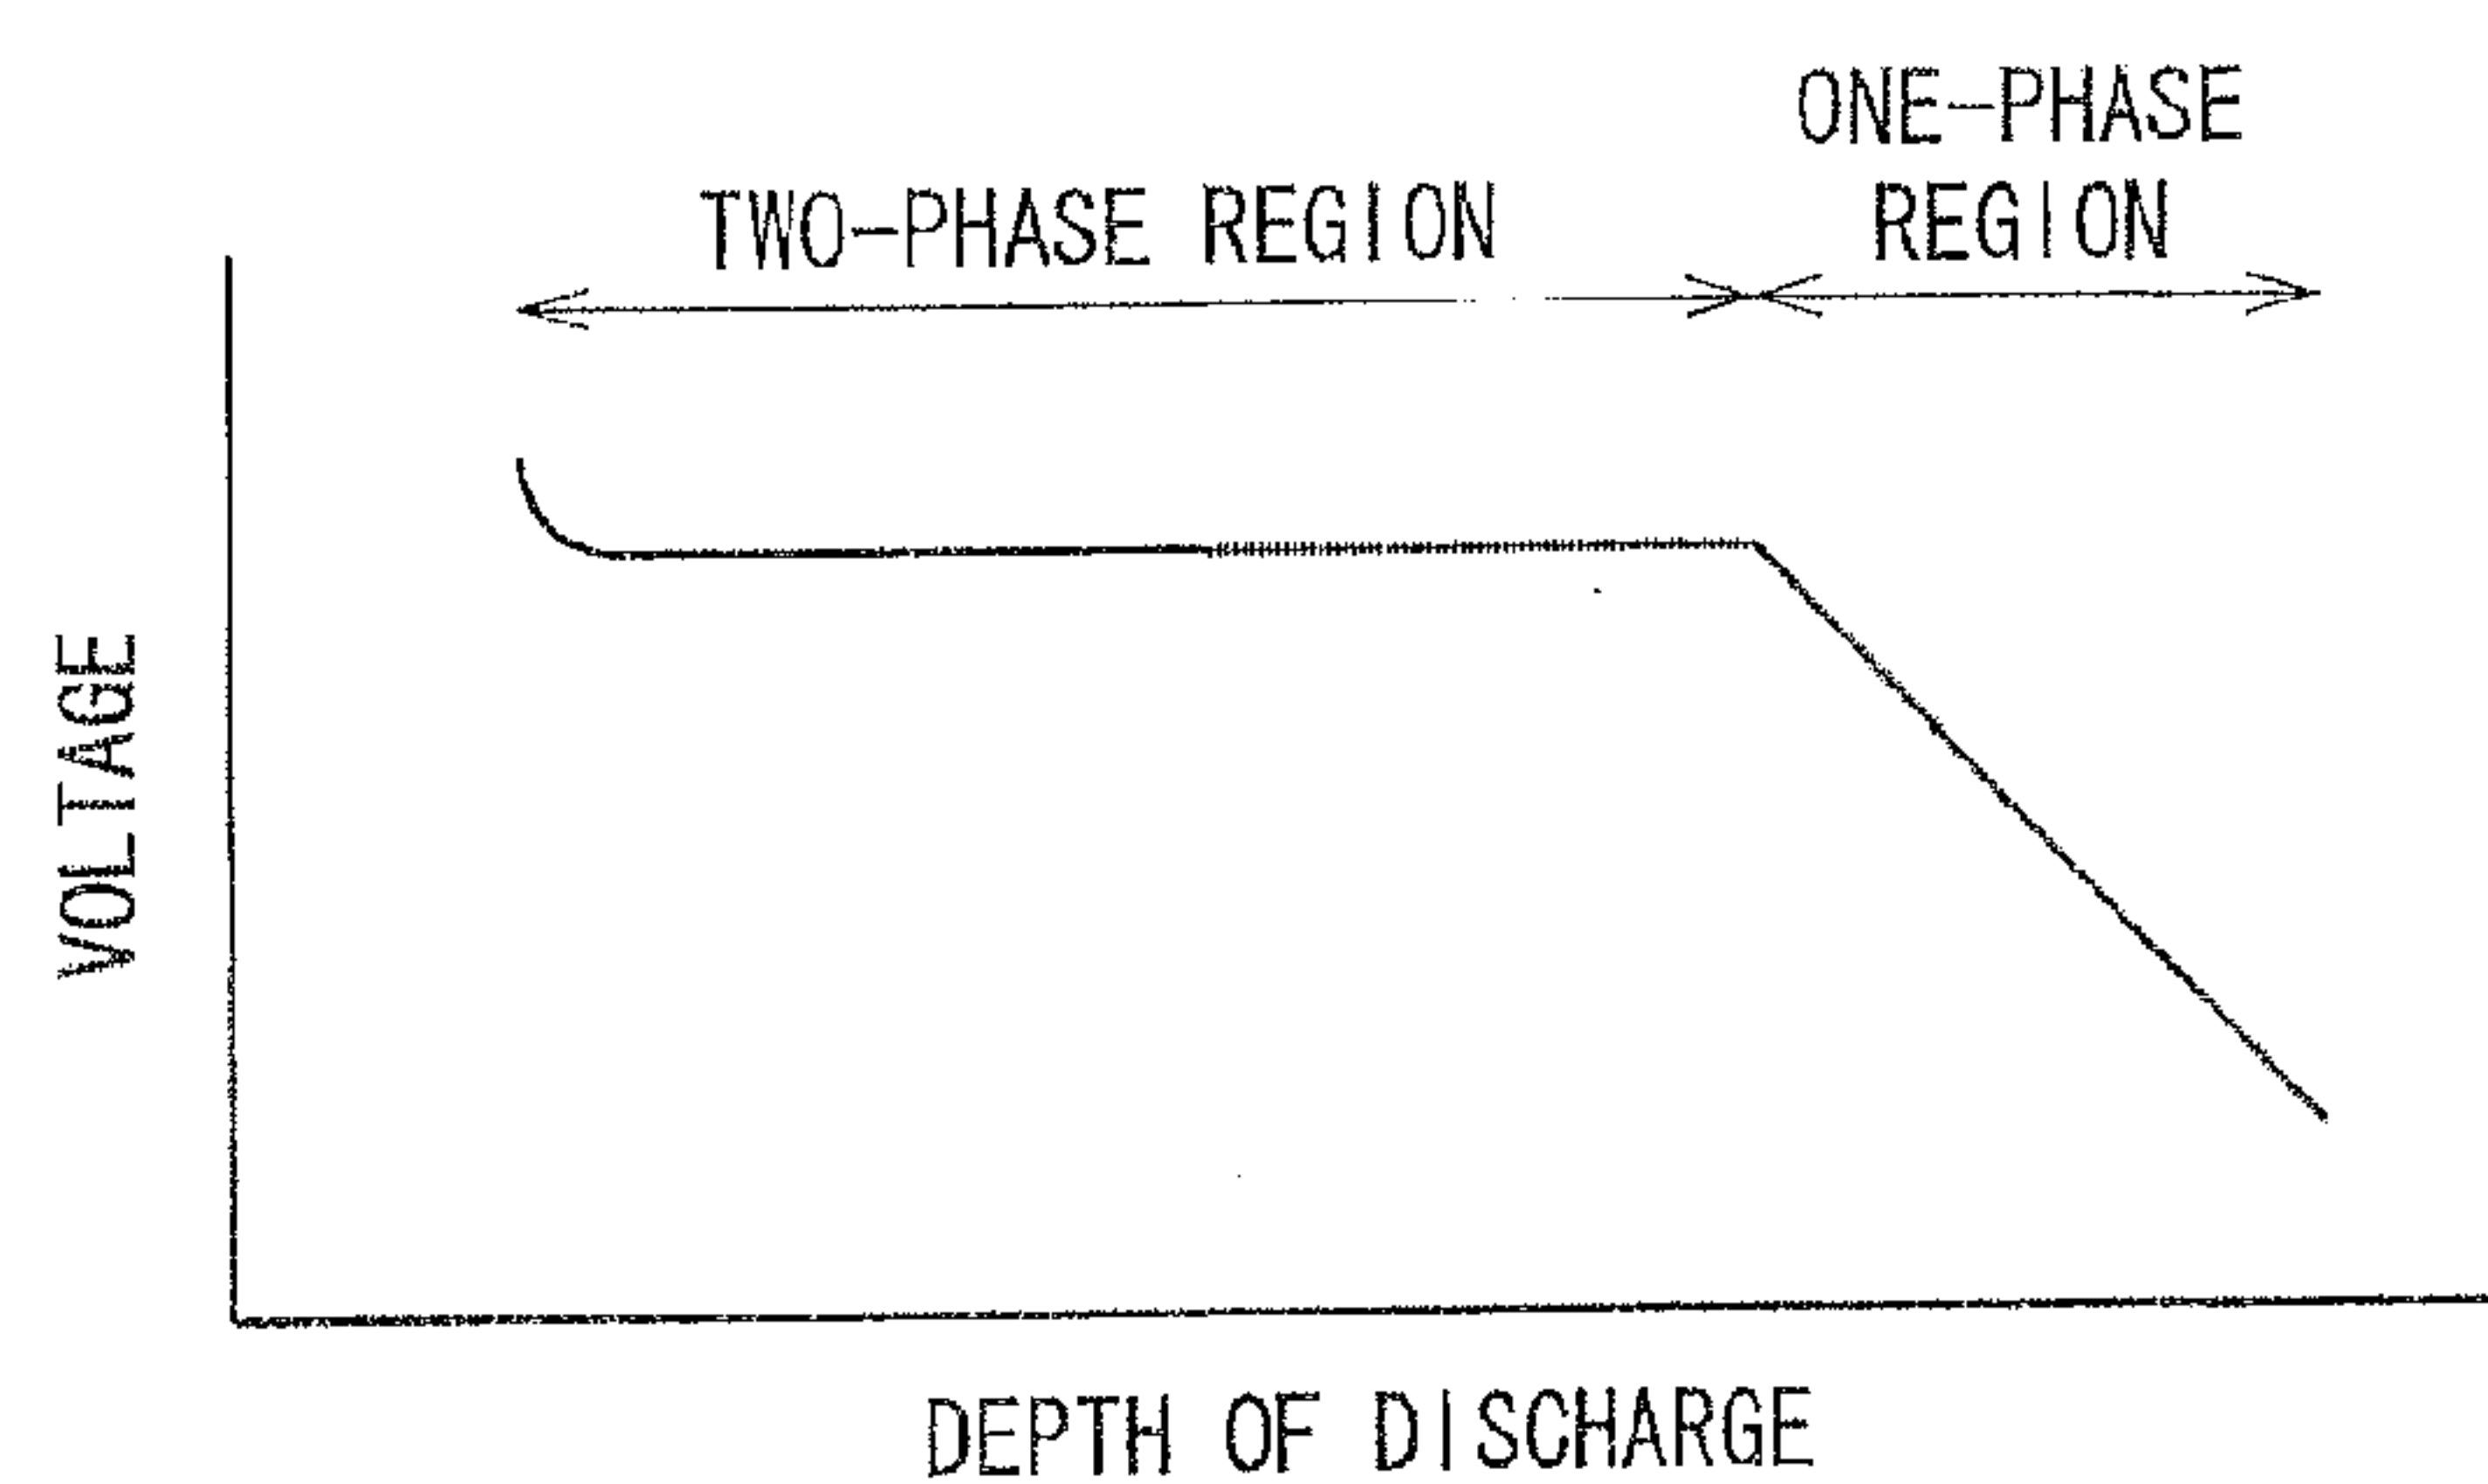 ONE-PHASE
REGION
TWO-PHASE REGION
VOLTAGE
DEPTH OF DISCHARGE